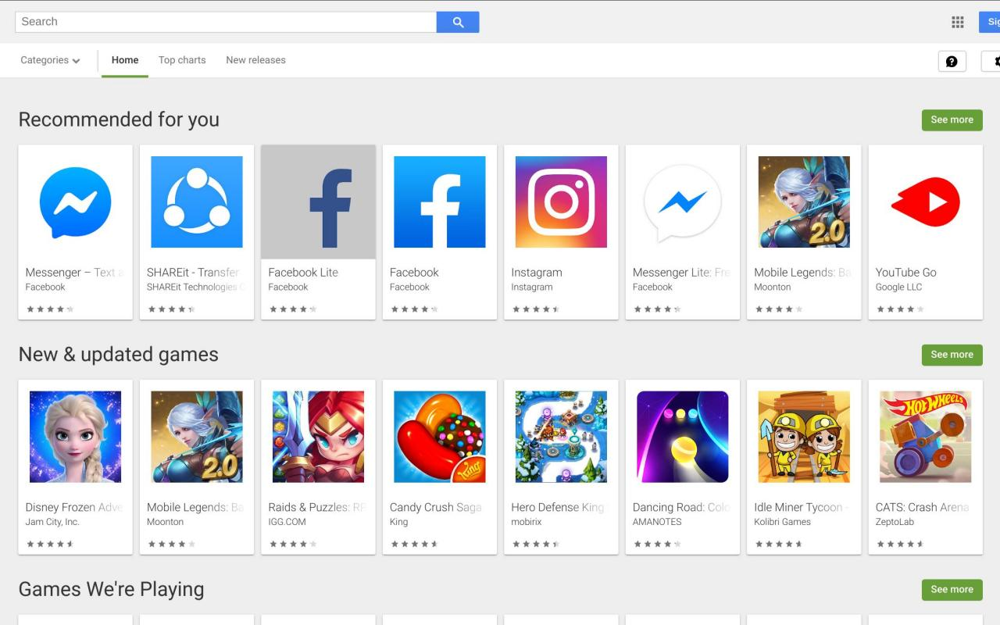 Search
Sig
Categories
Home
Top charts
New releases
Recommended for you
See more
Messenger – Text a
Facebook
SHAREit - Transfer
SHAREit Technologies C
Facebook Lite
Facebook
Facebook
Facebook
Instagram
Instagram
Messenger Lite: Fre
Facebook
2.0
Mobile Legends: Ba
Moonton
YouTube Go
Google LLC
New & updated games
See more
Disney Frozen Adve
Jam City, Inc.
2.0
Mobile Legends: Ba
Moonton
Raids & Puzzles: RP
IGG.COM
King
Candy Crush Saga
King
Hero Defense King
mobirix
Dancing Road: Colo
AMANOTES
Idle Miner Tycoon -
Kolibri Games
HOT WHEELS
CATS: Crash Arena
ZeptoLab
Games We're Playing
See more